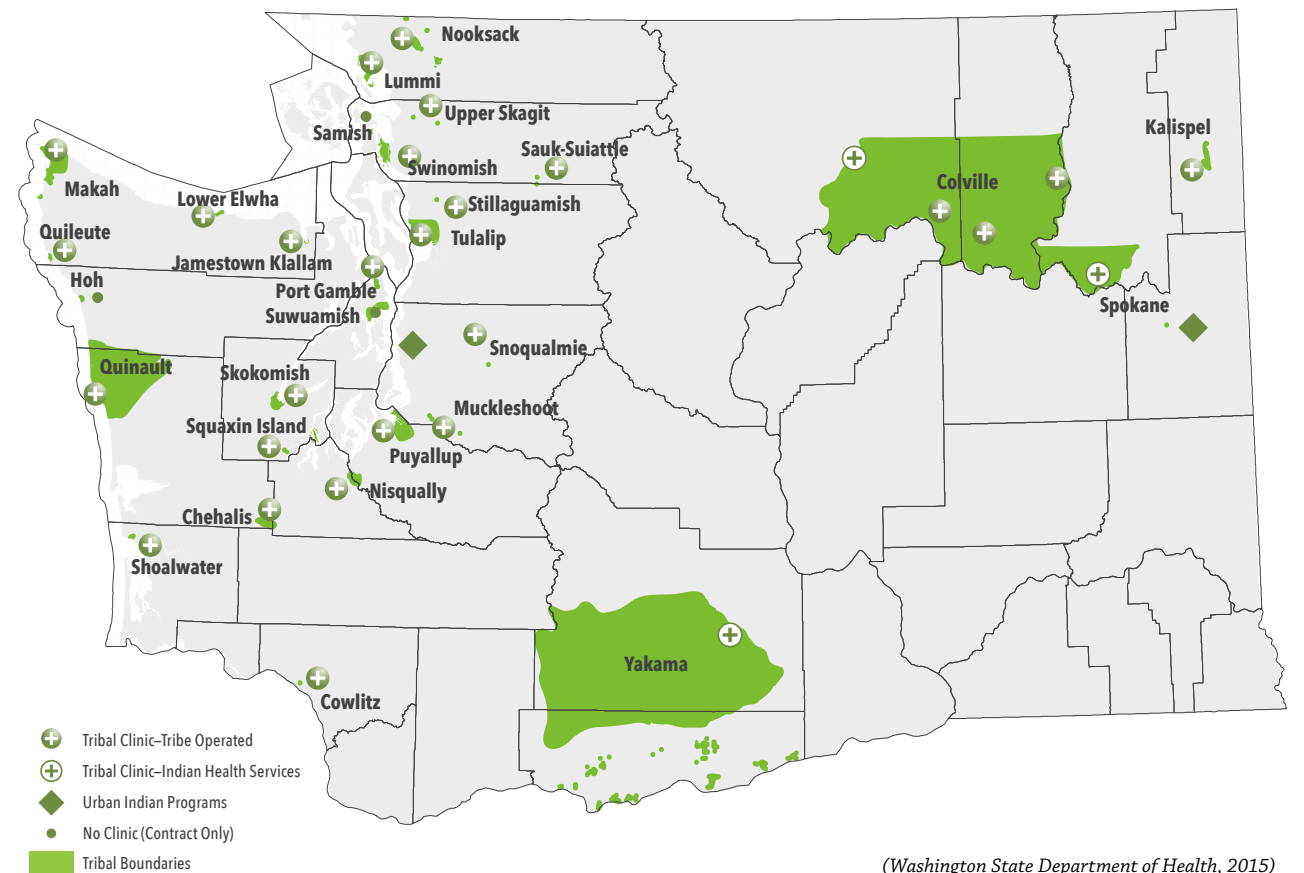 Nooksack
Lummi
Upper Skagit
Samish
Kalispel
Sauk-Suiattle
Swinomish
Makah
Colville
Lower Elwha
Stillaguamish
Quileute
Tulalip
Jamestown Klallam
Hoh
Port Gamble
Spokane
Suwuamish
Snoqualmie
Quinault
Skokomish
Muckleshoot
Squaxin Island
Puyallup
Nisqually
Chehalis
Shoalwater
Yakama
Cowlitz
Tribal Clinic–Tribe Operated
Tribal Clinic–Indian Health Services
Urban Indian Programs
No Clinic (Contract Only)
Tribal Boundaries
(Washington State Department of Health, 2015)